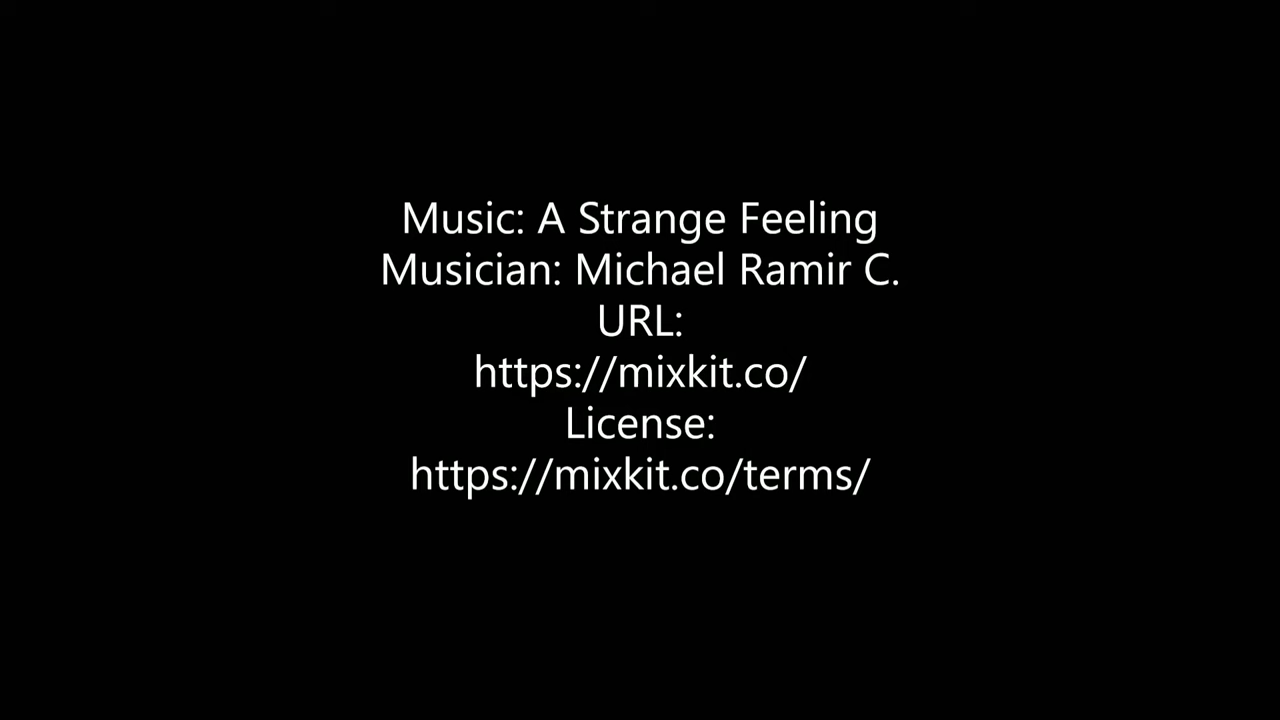 Music: A Strange Feeling
Musician: Michael Ramir C.
URL:
https://mixkit.co/
License:
https://mixkit.co/terms/